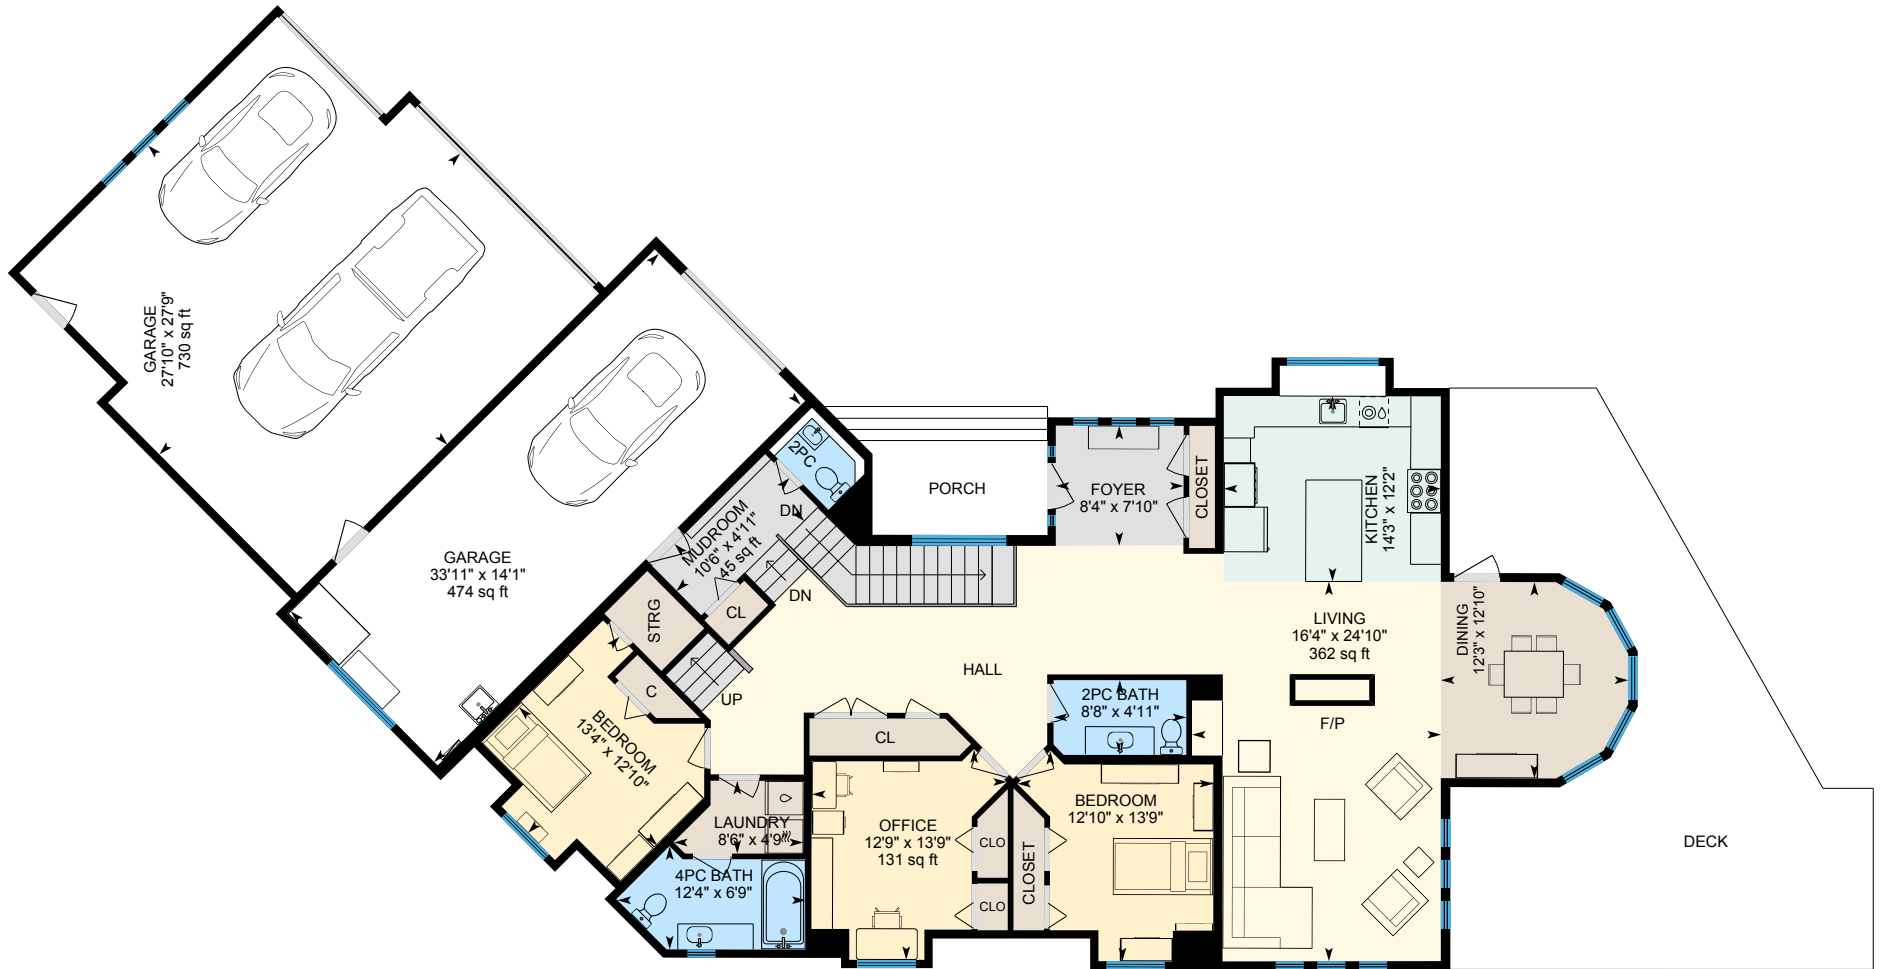 GARAGE
27'10" x 27'9"
730 sq ft
GARAGE
33'11" x 14'1"
474 sq ft
2PC
MUDROOM
10'6" x 4'11"
45 sq ft
DN
DN
CL
STRG
C
UP
BEDROOM
13'4" x 12'10"
LAUNDRY
8'6" x 4'9"
4PC BATH
12'4" x 6'9"
PORCH
FOYER
8'4" x 7'10"
CLOSET
KITCHEN
14'3" x 12'2"
HALL
LIVING
16'4" x 24'10"
362 sq ft
DINING
12'3" x 12'10"
F/P
2PC BATH
8'8" x 4'11"
CL
OFFICE
12'9" x 13'9"
131 sq ft
CLO
CLO
CLOSET
BEDROOM
12'10" x 13'9"
DECK